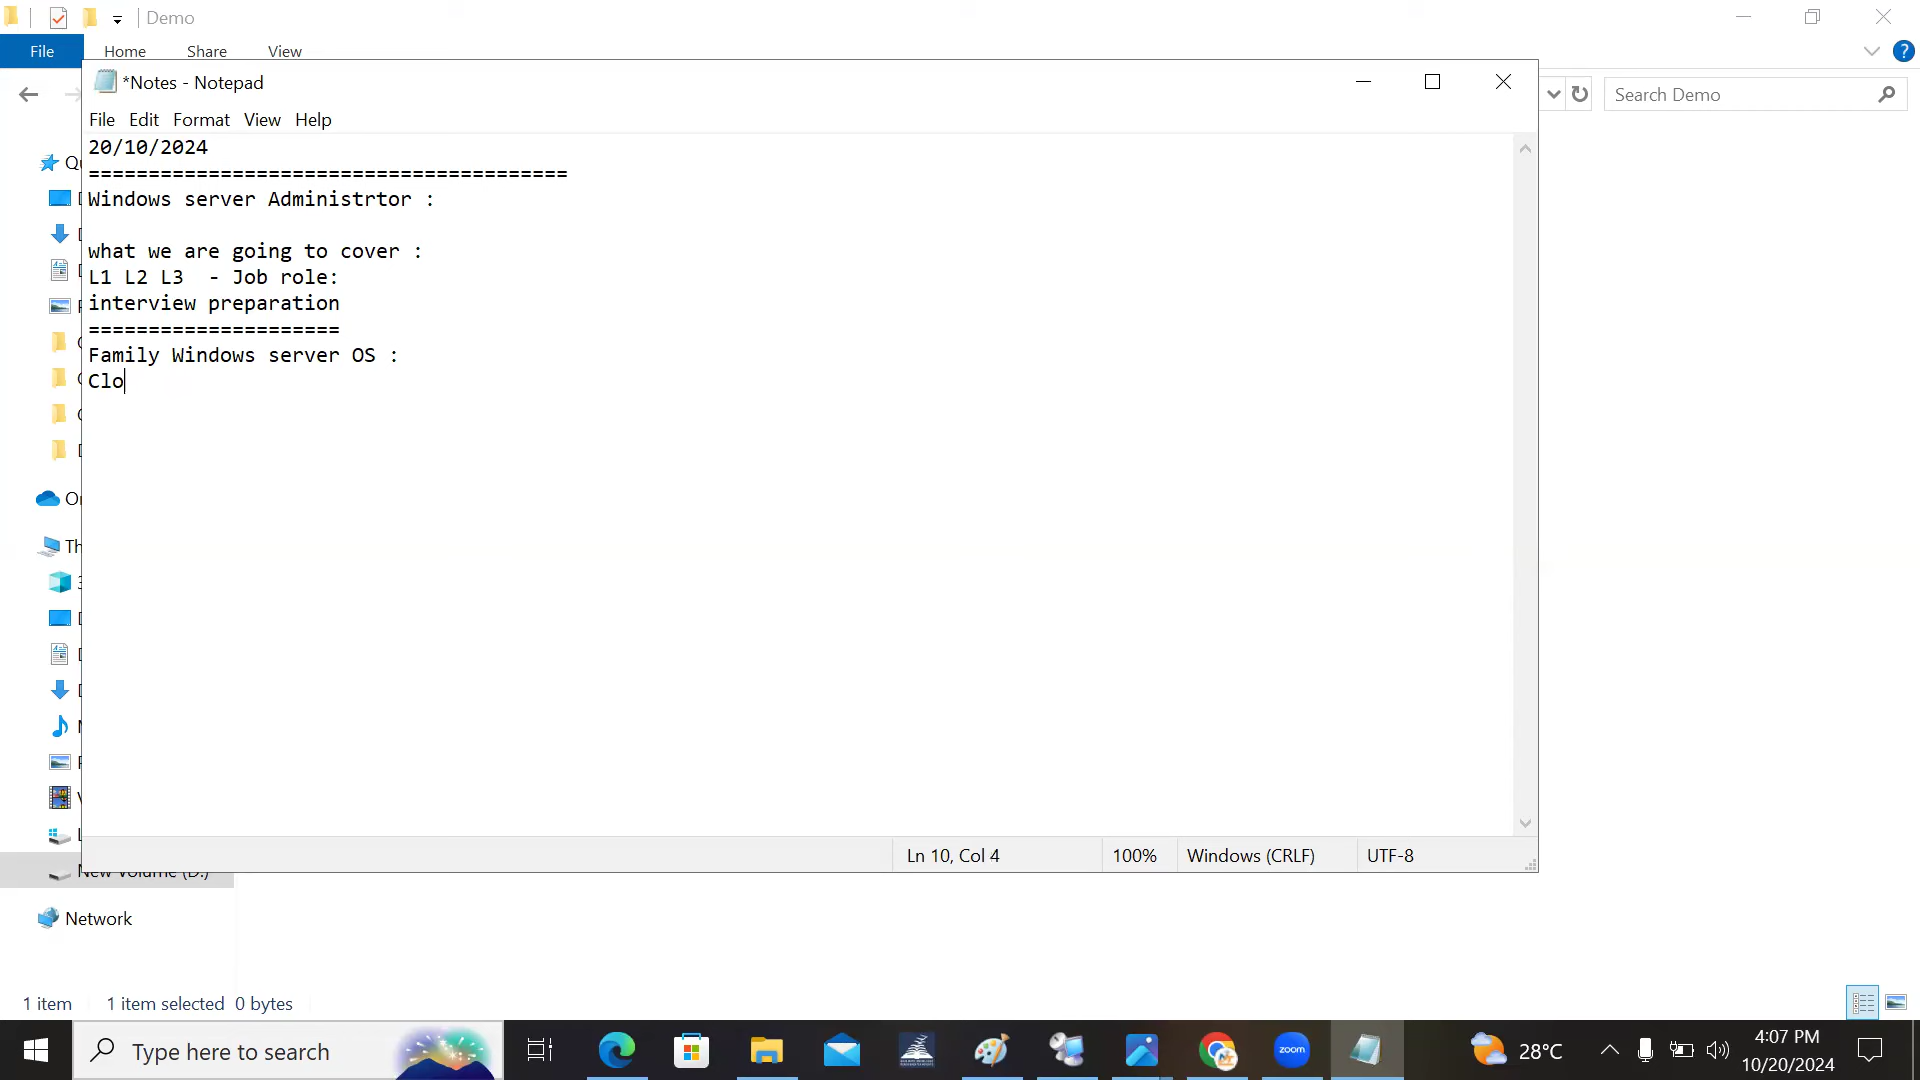 Demo
File Home Share View
*Notes - Notepad
Search Demo
File Edit Format View Help
20/10/2024
========================================
Windows server Administrtor :
what we are going to cover :
L1 L2 L3  - Job role:
interview preparation
=====================
Family Windows server OS :
Clo
Ln 10, Col 4
100%
Windows (CRLF)
UTF-8
Network
1 item 1 item selected 0 bytes
Type here to search
zoom
28°C
4:07 PM
10/20/2024